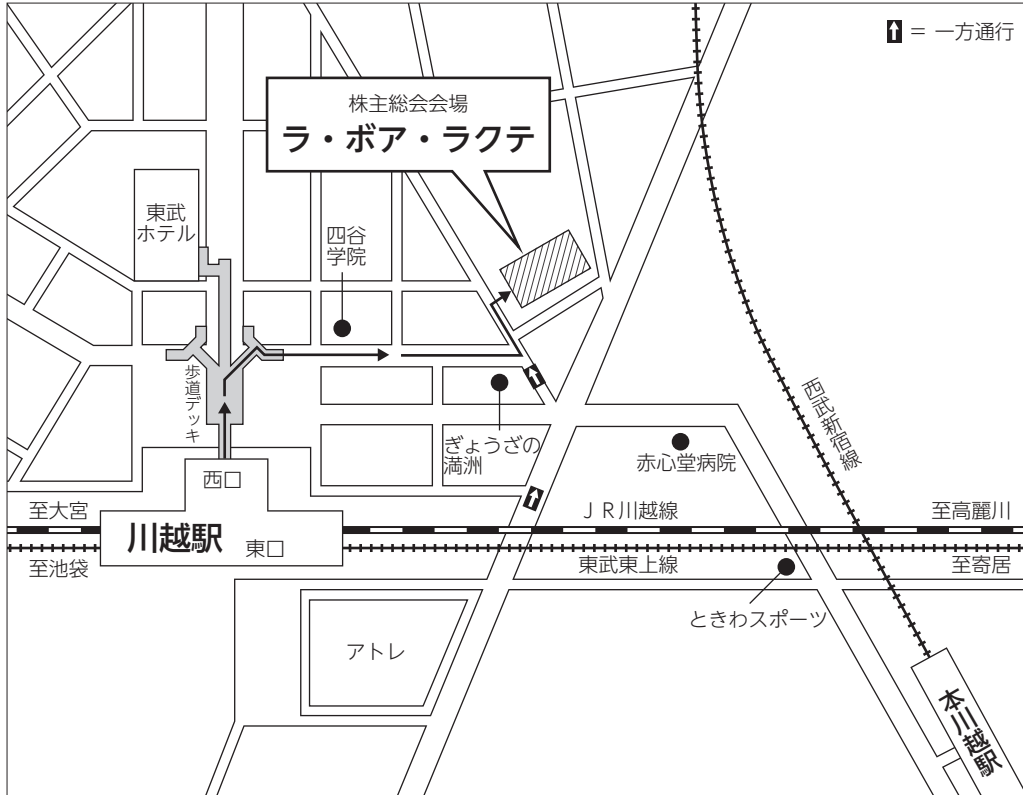 ⬆ = 一方通行
株主総会会場
ラ・ボア・ラクテ
東武
ホテル
四谷
学院
歩道デッキ
ぎょうざの
満洲
赤心堂病院
西武新宿線
西口
至大宮
川越駅
東口
JR川越線
至高麗川
至池袋
東武東上線
至寄居
ときわスポーツ
アトレ
本川越駅